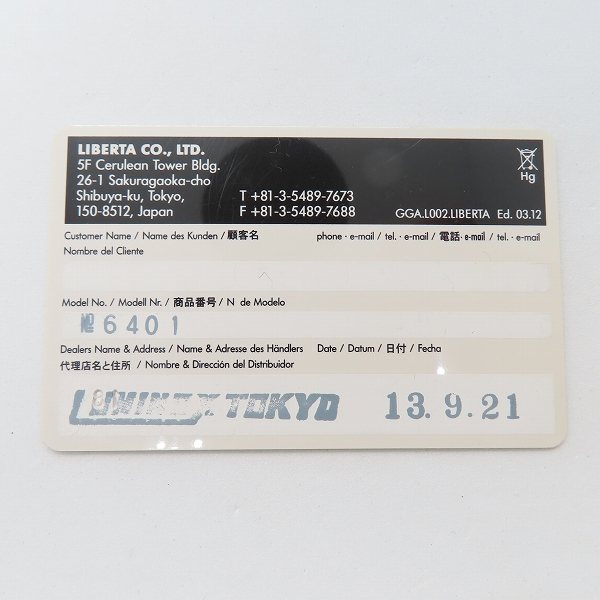 LIBERTA CO., LTD.
5F Cerulean Tower Bldg.
26-1 Sakuragaoka-cho
Shibuya-ku, Tokyo, T +81-3-5489-7673
150-8512, Japan F +81-3-5489-7688 GGA.L002.LIBERTA Ed. 03.12
Hg
Customer Name / Name des Kunden / 顧客名 phone · e-mail / tel. · e-mail / 電話· e-mail / tel. · e-mail
Nombre del Cliente
Model No. / Modell Nr. / 商品番号 / N de Modelo
№ 6401
Dealers Name & Address / Name & Adresse des Händlers Date / Datum / 日付 / Fecha
代理店名と住所 / Nombre & Dirección del Distribuidor
LUMINOX TOKYO 13.9.21